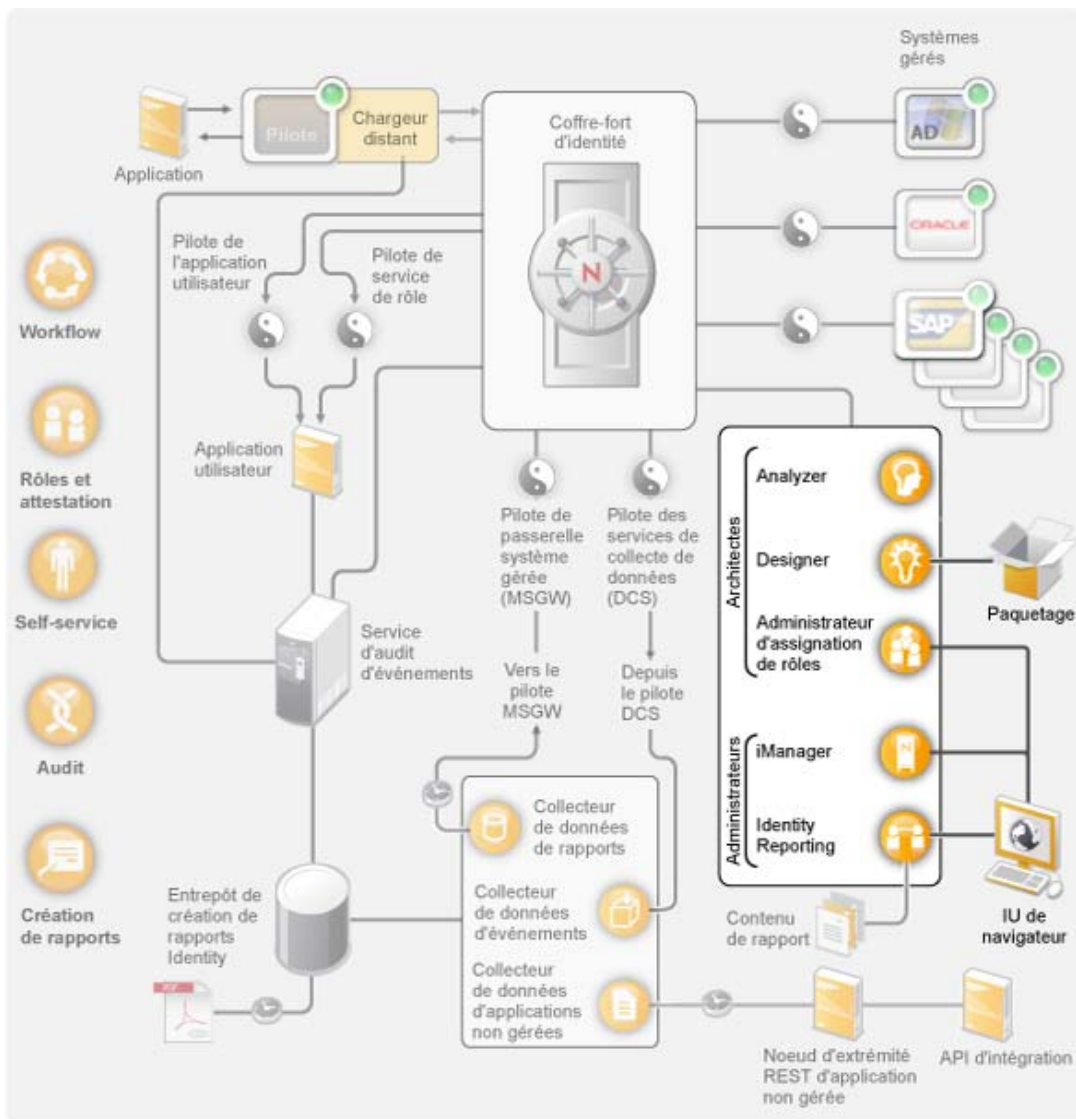 Systèmes
gérés
Pilote
Chargeur
distant
Application
Coffre-fort
d'identité
N
AD
ORACLE
SAP
Pilote de
l'application
utilisateur
Pilote de
service
de rôle
Workflow
Rôles et
attestation
Self-service
Audit
Création
de rapports
Application
utilisateur
Service
d'audit
d'événements
Pilote de
passerelle
système
gérée
(MSGW)
Pilote des
services de
collecte de
données
(DCS)
Vers le
pilote
MSGW
Depuis
le pilote
DCS
Architectes
Analyzer
Designer
Administrateur
d'assignation
de rôles
Paquetage
Administrateurs
iManager
N
Identity
Reporting
IU de
navigateur
Contenu
de rapport
Collecteur
de données
de rapports
Collecteur
de données
d'événements
Collecteur
de données
d'applications
non gérées
Entrepôt de
création de
rapports
Identity
Noeud d'extrémité
REST d'application
non gérée
API d'intégration